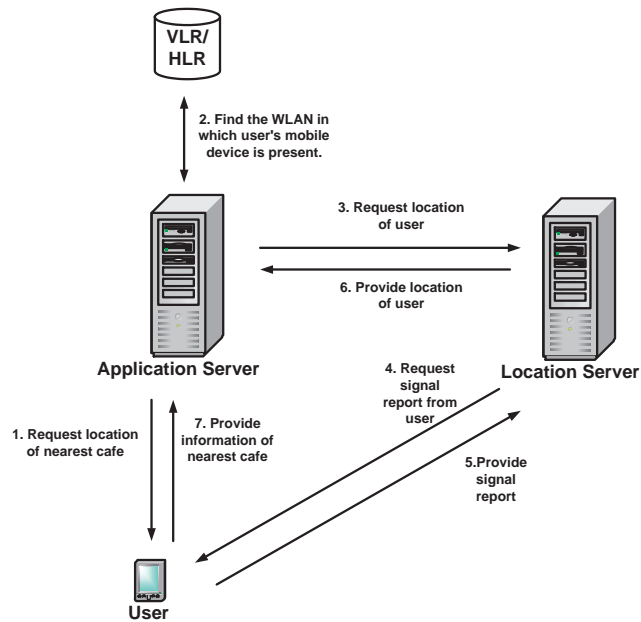 VLR/
HLR
2. Find the WLAN in
which user's mobile
device is present.
3. Request location
of user
6. Provide location
of user
Application Server
Location Server
4. Request
signal
report from
user
1. Request location
of nearest cafe
7. Provide
information of
nearest cafe
5.Provide
signal
report
User